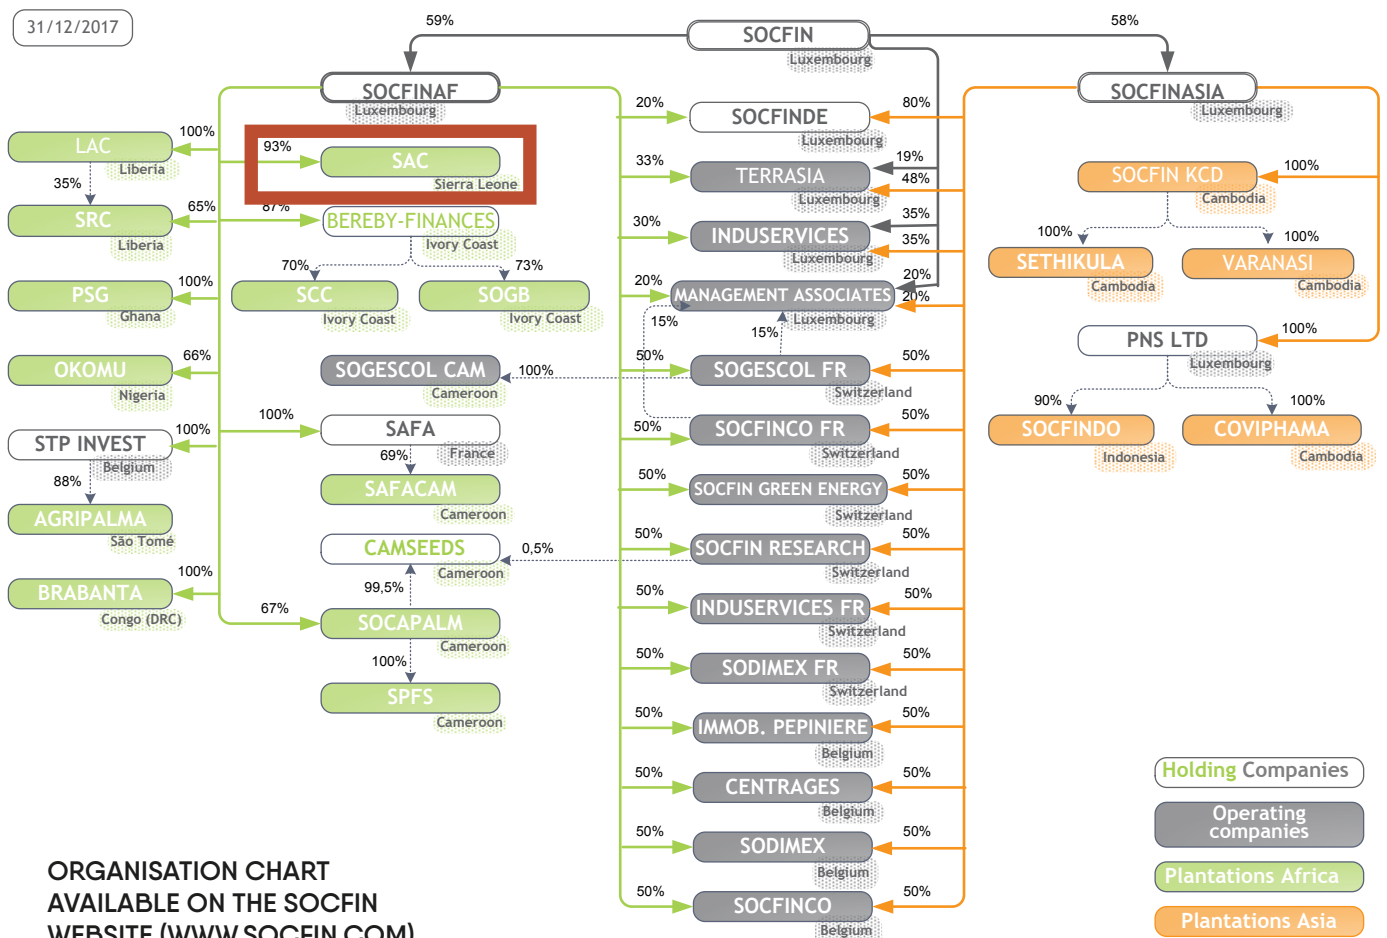 31/12/2017
59%
SOCFIN
Luxembourg
58%
SOCFINAF
Luxembourg
SOCFINASIA
Luxembourg
LAC
Liberia
100%
93%
SAC
Sierra Leone
20%
SOCFINDE
Luxembourg
80%
35%
33%
TERRASIA
Luxembourg
19%
48%
SOCFIN KCD
Cambodia
100%
SRC
Liberia
65%
87%
BEREBY-FINANCES
Ivory Coast
30%
INDUSERVICES
Luxembourg
35%
35%
100%
SETHIKULA
Cambodia
100%
VARANASI
Cambodia
70%
SCC
Ivory Coast
73%
SOGB
Ivory Coast
PSG
Ghana
100%
20%
MANAGEMENT ASSOCIATES
Luxembourg
20%
20%
15%
15%
PNS LTD
Luxembourg
100%
OKOMU
Nigeria
66%
SOGESCOL CAM
Cameroon
100%
50%
SOGESCOL FR
Switzerland
50%
90%
SOCFINDO
Indonesia
100%
COVIPHAMA
Cambodia
STP INVEST
Belgium
100%
100%
SAFA
France
50%
SOCFINCO FR
Switzerland
50%
88%
69%
SAFACAM
Cameroon
50%
SOCFIN GREEN ENERGY
Switzerland
50%
AGRIPALMA
São Tomé
CAMSEEDS
Cameroon
0,5%
50%
SOCFIN RESEARCH
Switzerland
50%
BRABANTA
Congo (DRC)
100%
99,5%
67%
SOCAPALM
Cameroon
50%
INDUSERVICES FR
Switzerland
50%
100%
SPFS
Cameroon
50%
SODIMEX FR
Switzerland
50%
50%
IMMOB. PEPINIERE
Belgium
50%
50%
CENTRAGES
Belgium
50%
50%
SODIMEX
Belgium
50%
50%
SOCFINCO
Belgium
50%
Holding Companies
Operating
companies
Plantations Africa
Plantations Asia
ORGANISATION CHART
AVAILABLE ON THE SOCFIN
WEBSITE (WWW.SOCFIN.COM)